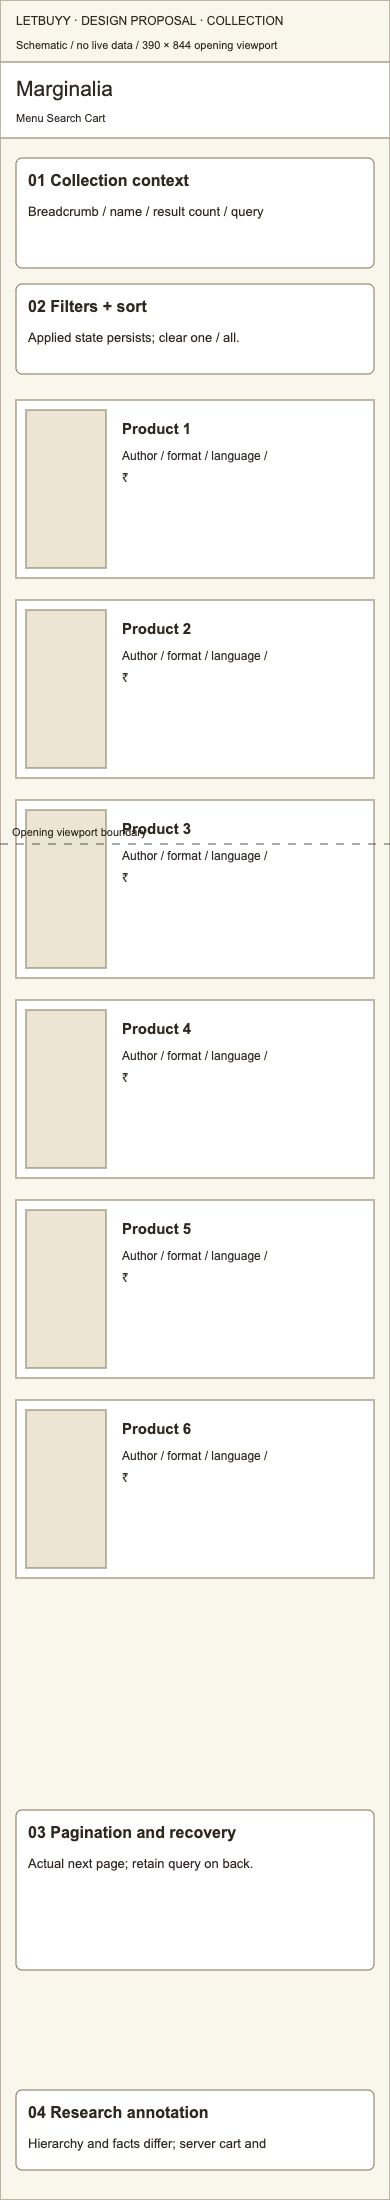 LETBUYY · DESIGN PROPOSAL · COLLECTION
Schematic / no live data / 390 × 844 opening viewport
Marginalia
Menu Search Cart
01 Collection context
Breadcrumb / name / result count / query
02 Filters + sort
Applied state persists; clear one / all.
Product 1
Author / format / language /
₹
Product 2
Author / format / language /
₹
Product 3
Opening viewport boundary
Author / format / language /
₹
Product 4
Author / format / language /
₹
Product 5
Author / format / language /
₹
Product 6
Author / format / language /
₹
03 Pagination and recovery
Actual next page; retain query on back.
04 Research annotation
Hierarchy and facts differ; server cart and